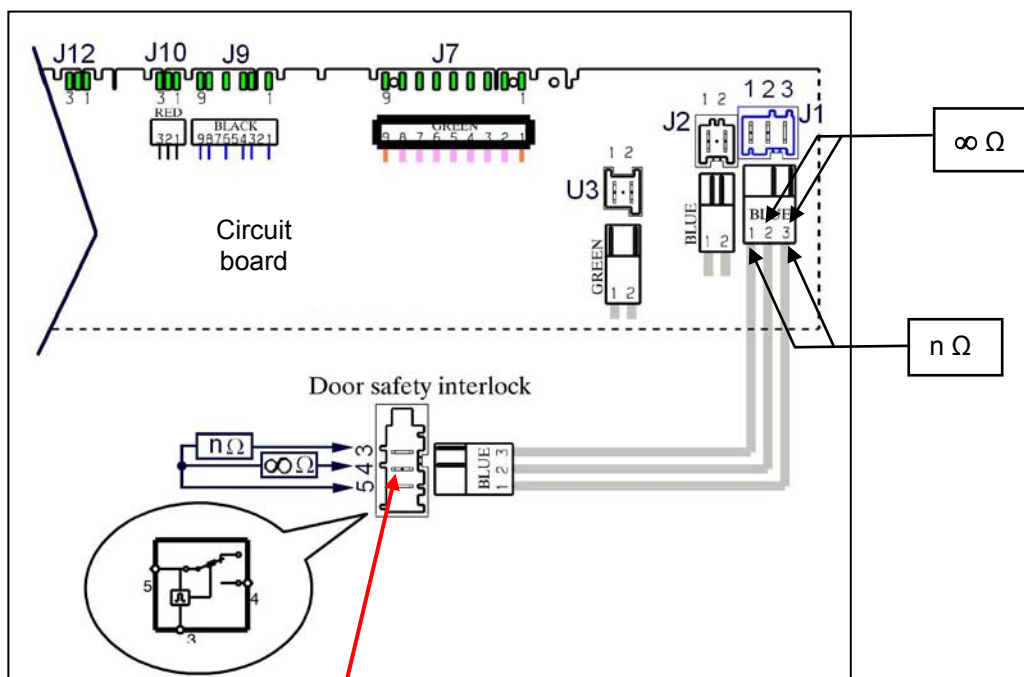 J12 J10 J9 J7
3 1 3 1 9 1 9 1
RED BLACK GREEN
321 98765 4321 9 8 7 6 5 4 3 2 1
1 2 3
1 2
J2 J1
∞ Ω
1 2
U3
BLUE
BLUE
1 2 3
1 2
GREEN
1 2
Circuit
board
n Ω
Door safety interlock
nΩ 3
∞Ω 4
5
BLUE
3
2
1
5
4
3